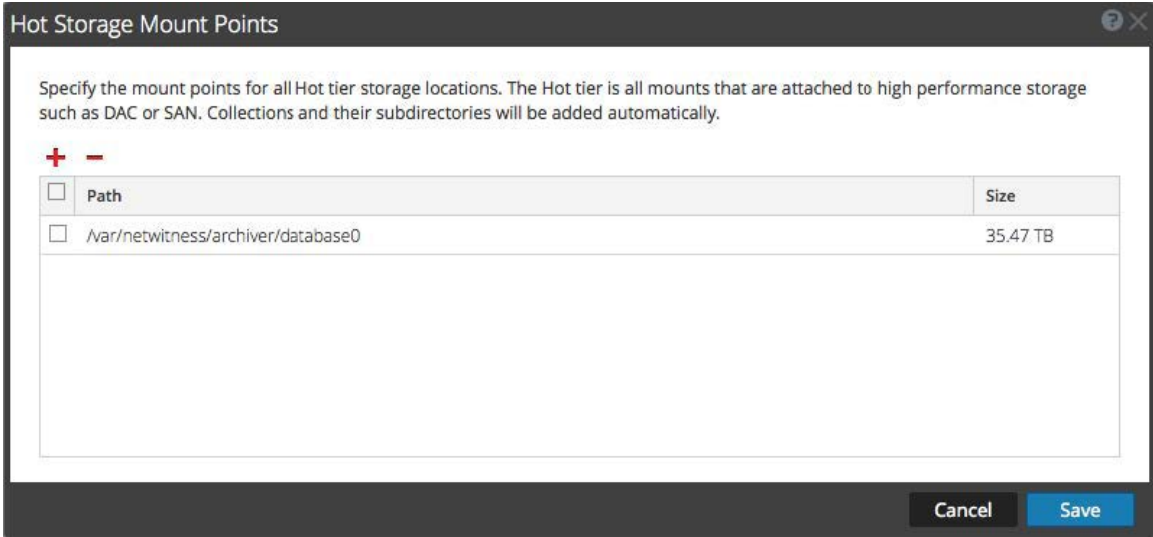 Hot Storage Mount Points
Specify the mount points for all Hot tier storage locations. The Hot tier is all mounts that are attached to high performance storage
such as DAC or SAN. Collections and their subdirectories will be added automatically.
Path Size
/var/netwitness/archiver/database0 35.47 TB
Cancel Save